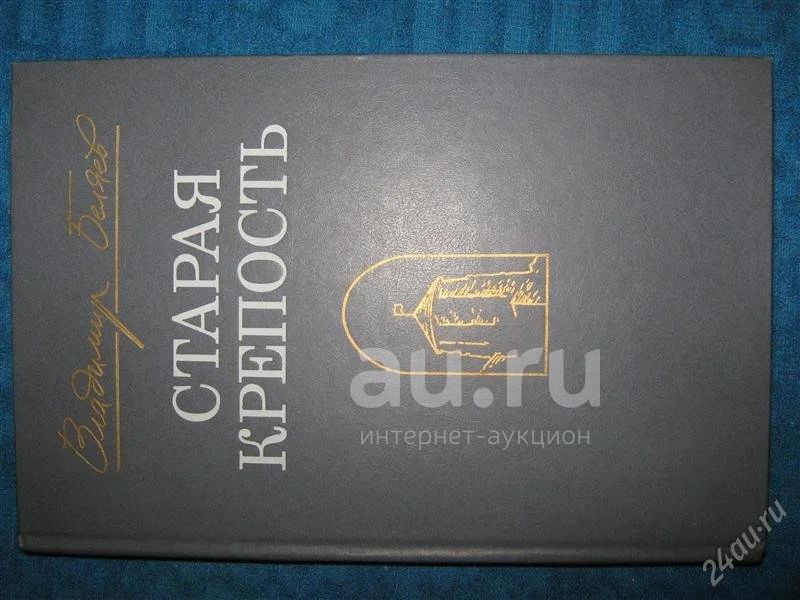 Владимир Беляев
СТАРАЯ
КРЕПОСТЬ
au.ru
интернет-аукцион
24au.ru